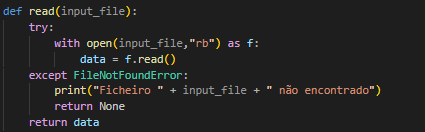 def read(input_file):
    try:
        with open(input_file,"rb") as f:
            data = f.read()
    except FileNotFoundError:
        print("Ficheiro " + input_file + " não encontrado")
        return None
    return data